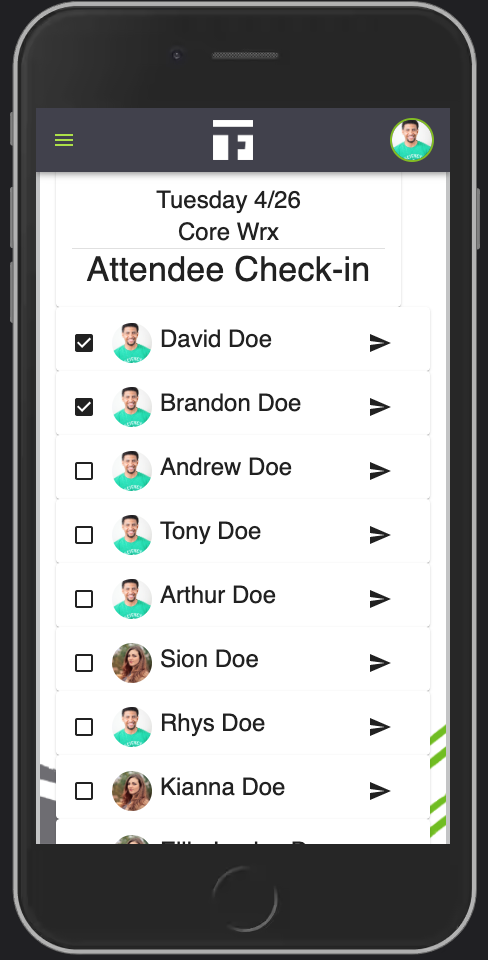 Tuesday 4/26
Core Wrx
Attendee Check-in
David Doe
Brandon Doe
Andrew Doe
Tony Doe
Arthur Doe
Sion Doe
Rhys Doe
Kianna Doe